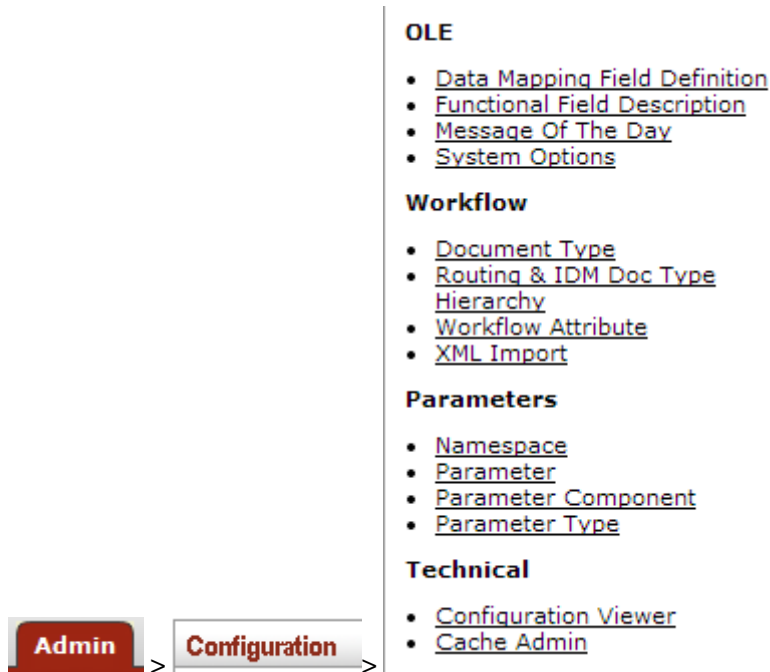 OLE
• Data Mapping Field Definition
• Functional Field Description
• Message Of The Day
• System Options
Workflow
• Document Type
• Routing & IDM Doc Type
Hierarchy
• Workflow Attribute
• XML Import
Parameters
• Namespace
• Parameter
• Parameter Component
• Parameter Type
Technical
• Configuration Viewer
• Cache Admin
Admin > Configuration >